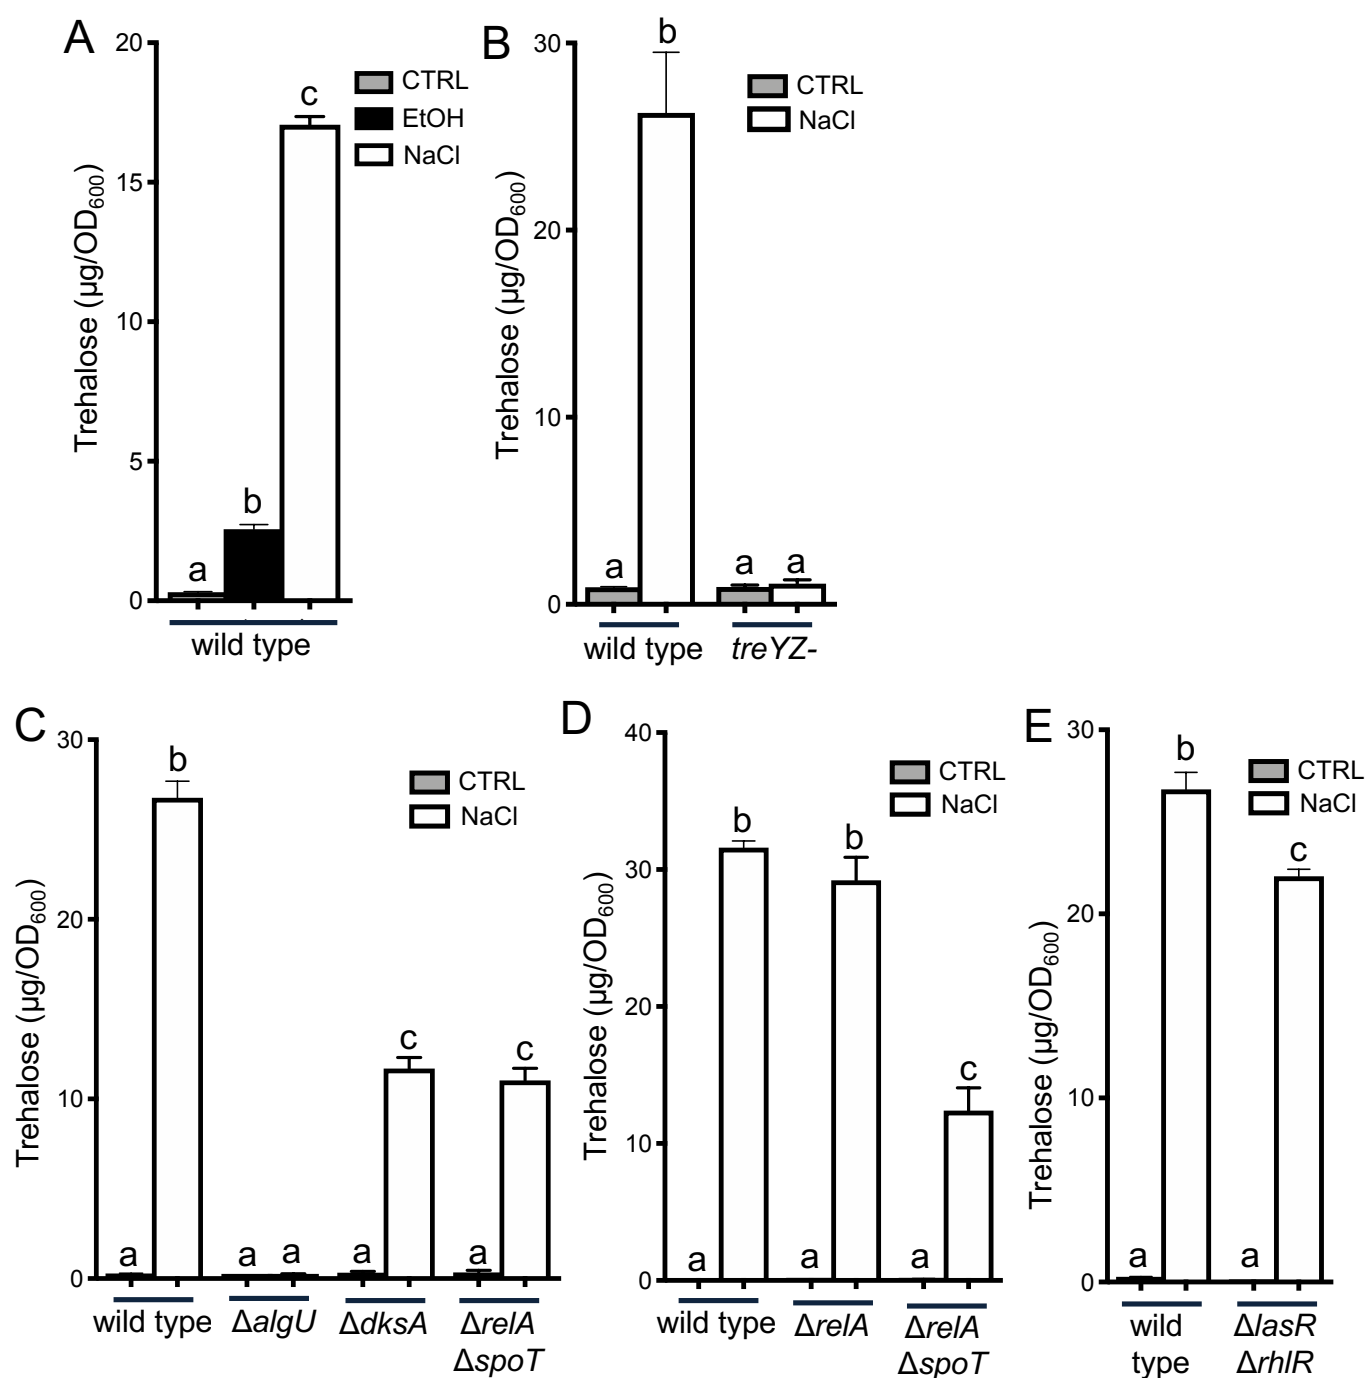 A
20
15
10
5
0
Trehalose (µg/OD600)
CTRL
EtOH
NaCl
a
b
c
wild type
B
30
20
10
0
Trehalose (µg/OD600)
CTRL
NaCl
a
b
a
a
wild type
treYZ-
C
30
20
10
0
Trehalose (µg/OD600)
CTRL
NaCl
a
b
a
a
a
c
a
c
wild type
ΔalgU
ΔdksA
ΔrelA
ΔspoT
D
40
30
20
10
0
Trehalose (µg/OD600)
CTRL
NaCl
a
b
a
b
a
c
wild type
ΔrelA
ΔrelA
ΔspoT
E
30
20
10
0
Trehalose (µg/OD600)
CTRL
NaCl
a
b
a
c
wild
type
ΔlasR
ΔrhlR